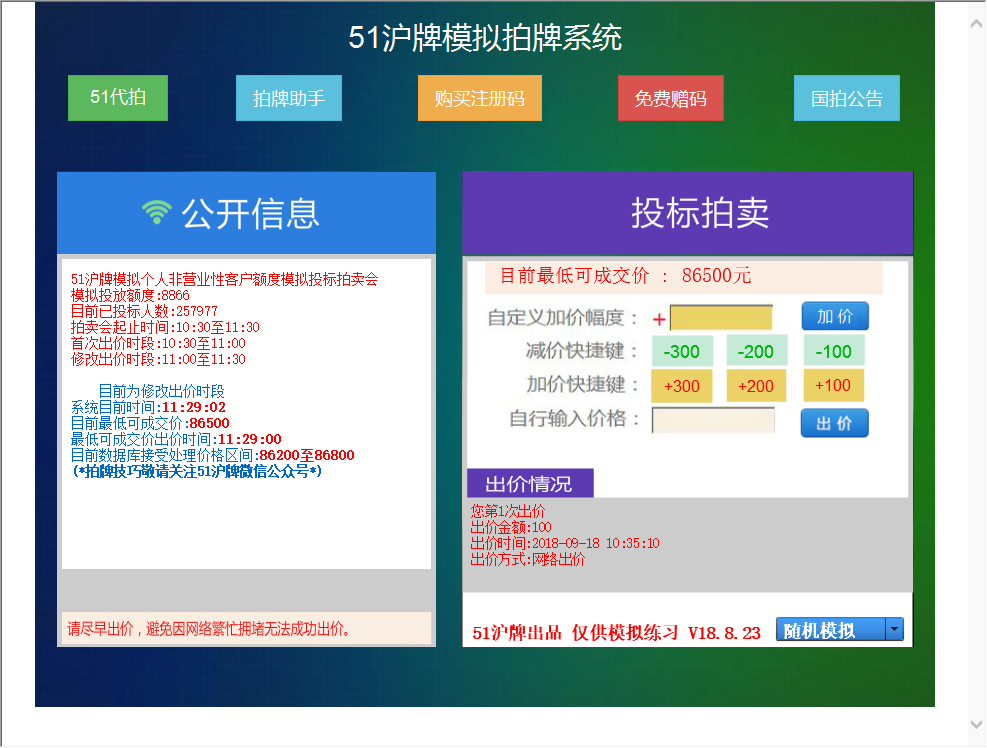 51沪牌模拟拍牌系统
51代拍
拍牌助手
购买注册码
免费赠码
国拍公告
公开信息
51沪牌模拟个人非营业性客户额度模拟投标拍卖会
模拟投放额度:8866
目前已投标人数:257977
拍卖会起止时间:10:30至11:30
首次出价时段:10:30至11:00
修改出价时段:11:00至11:30
目前为修改出价时段
系统目前时间:11:29:02
目前最低可成交价:86500
最低可成交价出价时间:11:29:00
目前数据库接受处理价格区间:86200至86800
(*拍牌技巧敬请关注51沪牌微信公众号*)
请尽早出价，避免因网络繁忙拥堵无法成功出价。
投标拍卖
目前最低可成交价 ： 86500元
自定义加价幅度： + 加 价
减价快捷键： -300 -200 -100
加价快捷键： +300 +200 +100
自行输入价格： 出 价
出价情况
您第1次出价
出价金额:100
出价时间:2018-09-18 10:35:10
出价方式:网络出价
51沪牌出品 仅供模拟练习 V18.8.23 随机模拟